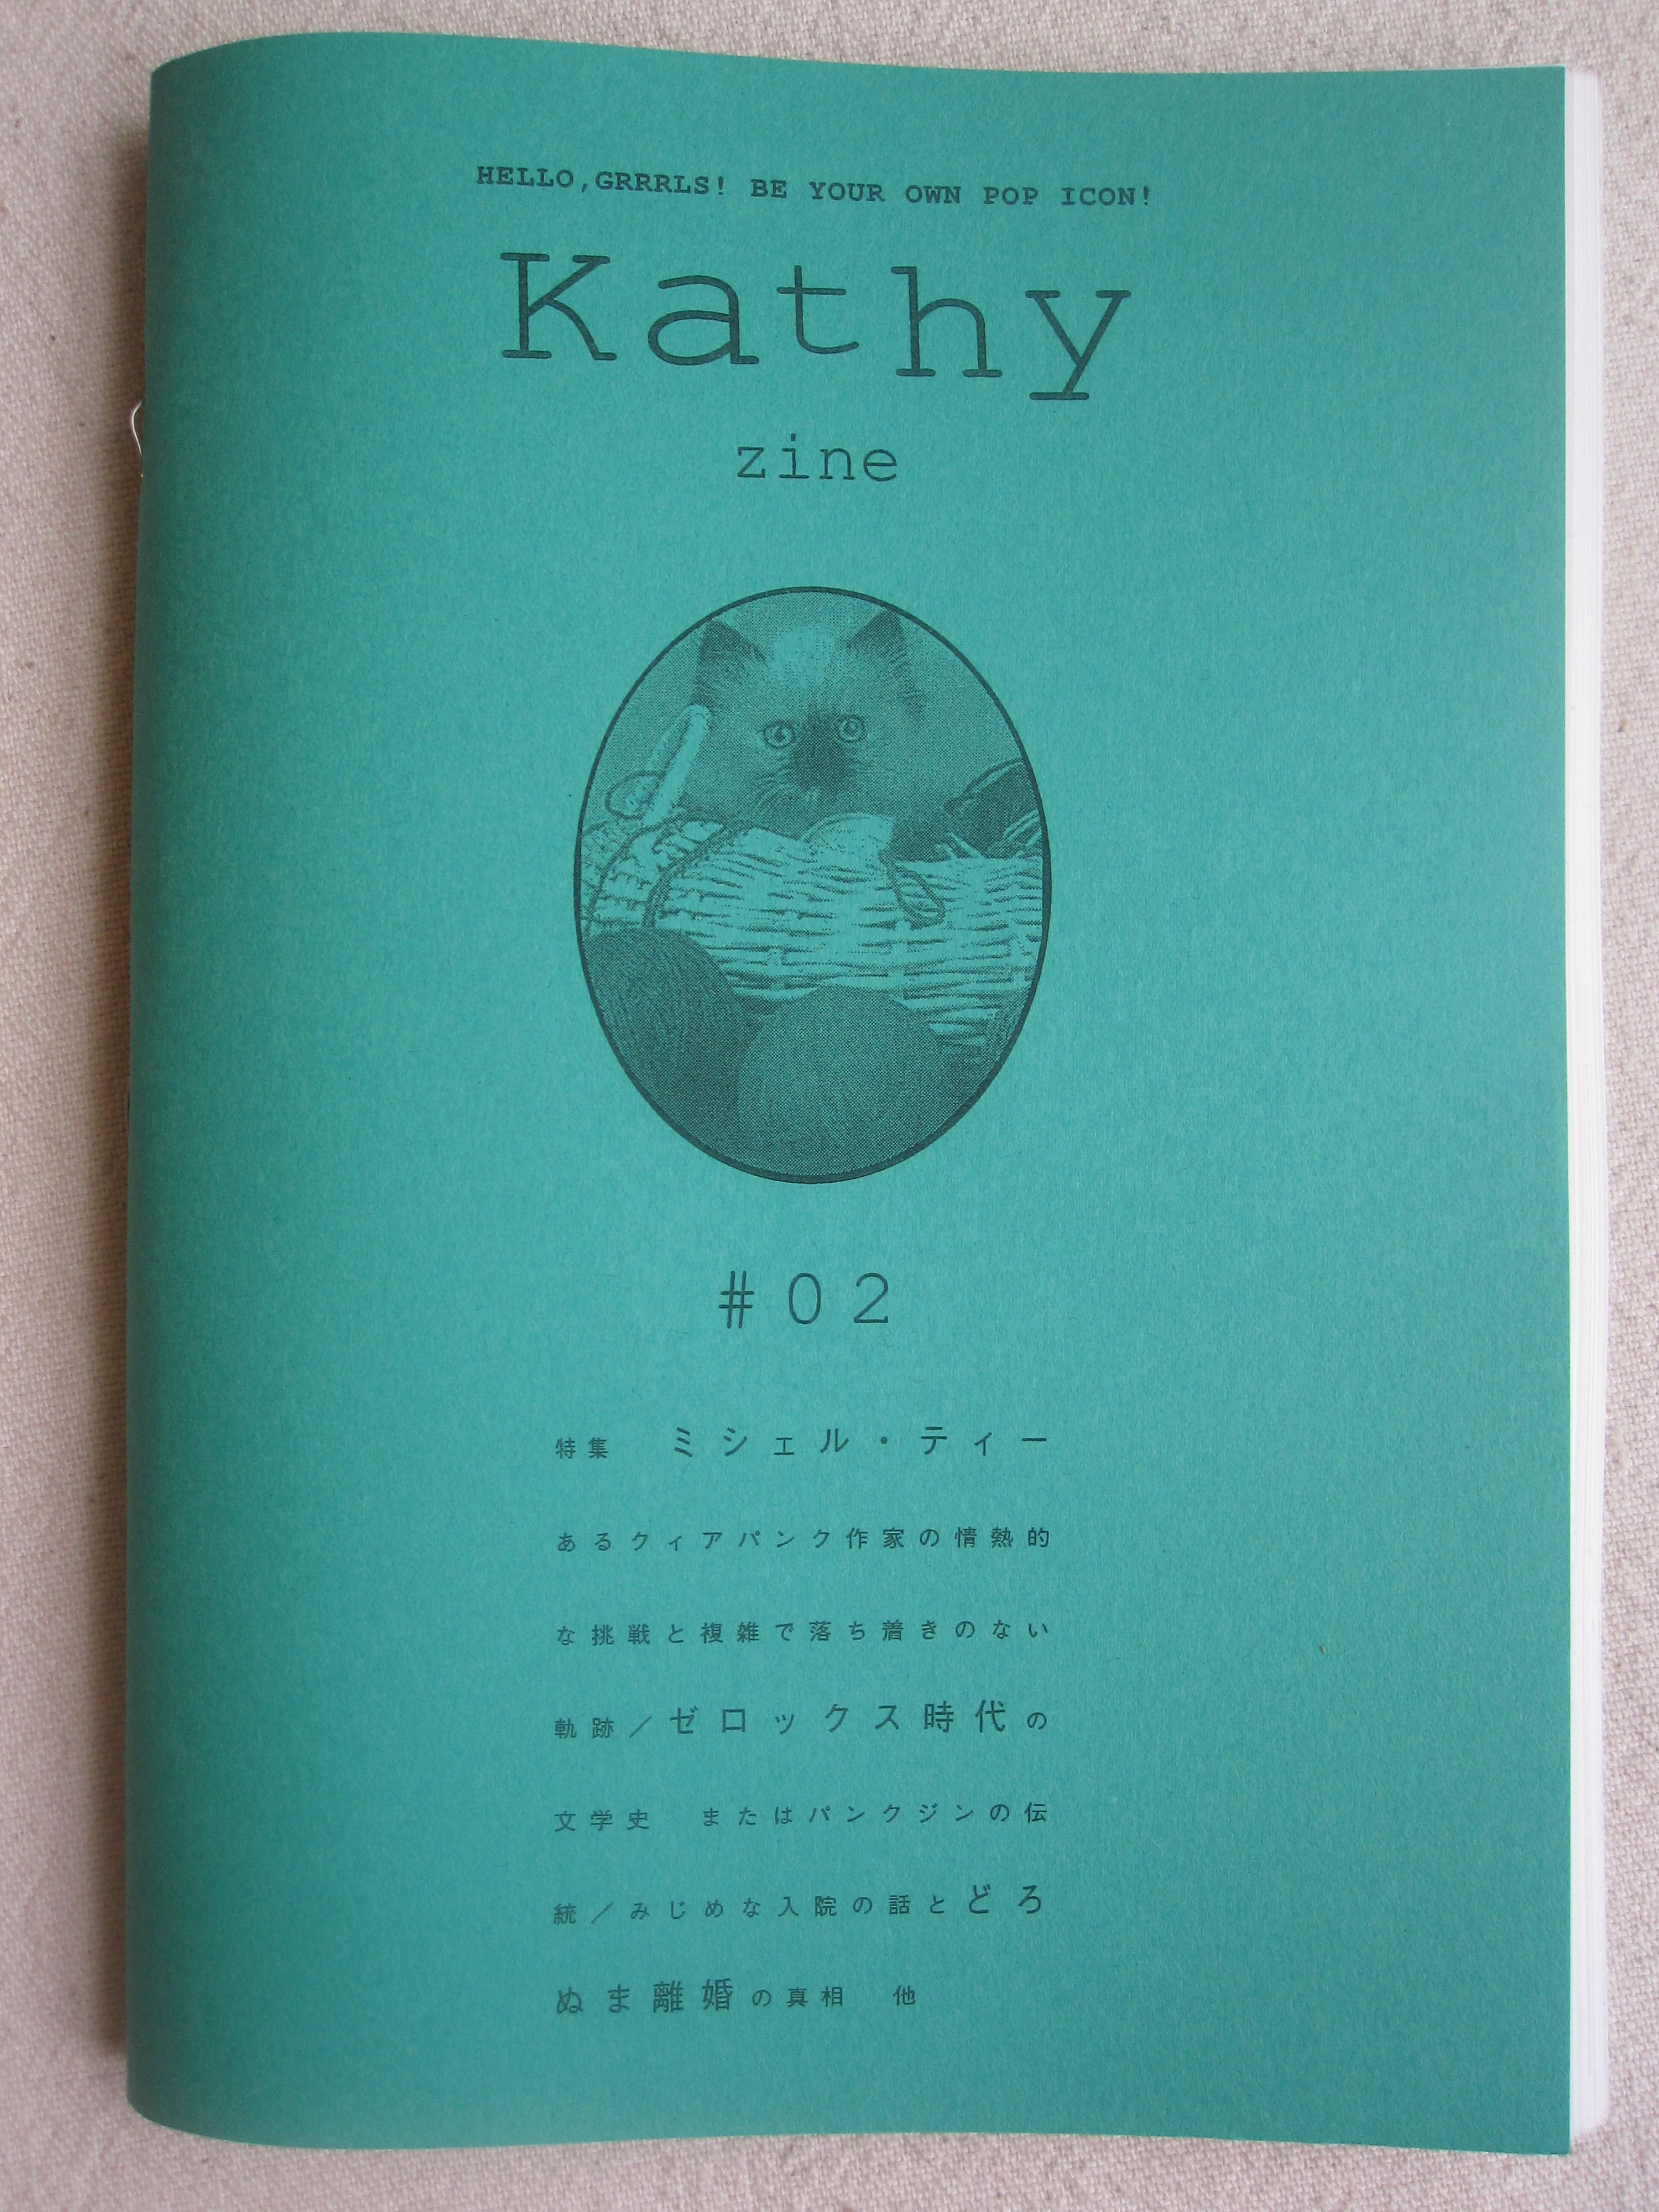 HELLO,GRRRLS! BE YOUR OWN POP ICON!
Kathy
zine
#02
特集　ミシェル・ティー
あるクィアパンク作家の情熱的
な挑戦と複雑で落ち着きのない
軌跡／ゼロックス時代の
文学史　またはパンクジンの伝
統／みじめな入院の話とどろ
ぬま離婚の真相　他